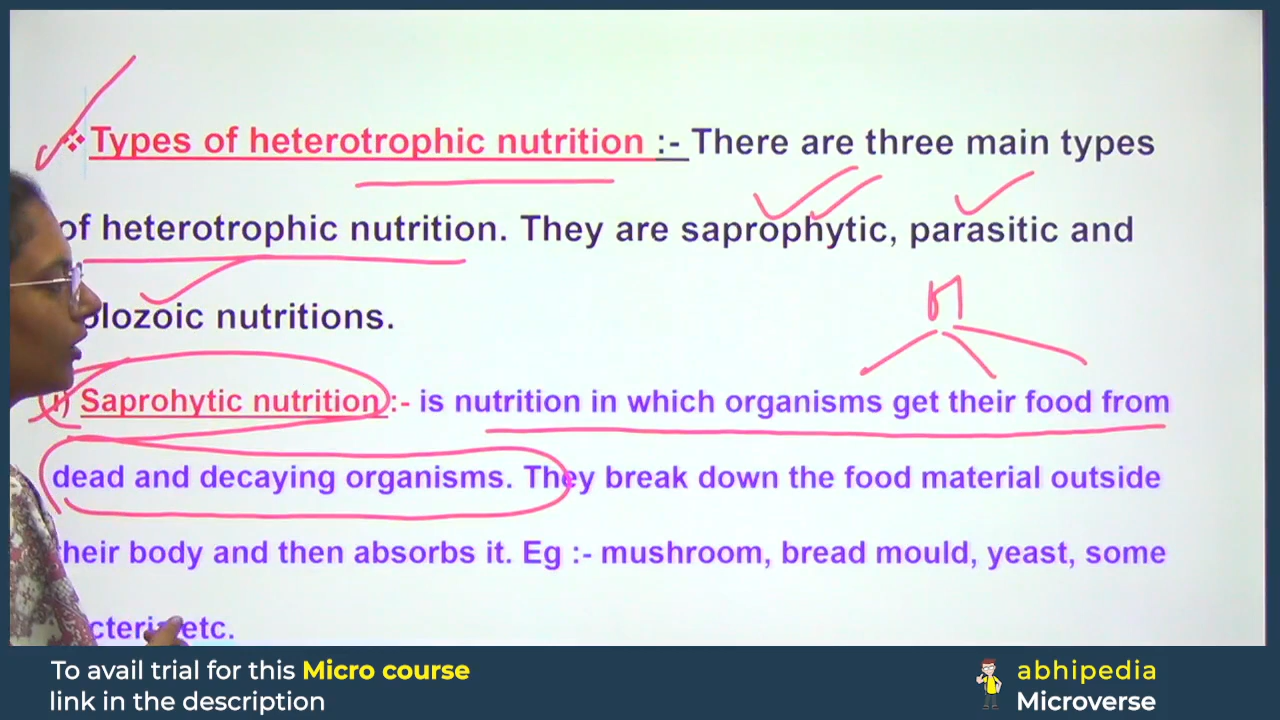 Types of heterotrophic nutrition :- There are three main types
of heterotrophic nutrition. They are saprophytic, parasitic and
olozoic nutritions.
i) Saprohytic nutrition :- is nutrition in which organisms get their food from
dead and decaying organisms. They break down the food material outside
their body and then absorbs it. Eg :- mushroom, bread mould, yeast, some
cteria etc.
To avail trial for this Micro course
link in the description
abhipedia
Microverse